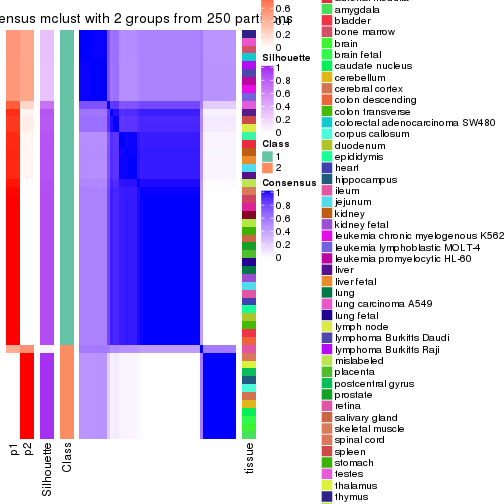 ensus mclust with 2 groups from 250 partitions
0.6
0.4
0.2
0
Silhouette
1
0.8
0.6
0.4
0.2
0
Class
1
2
Consensus
1
0.8
0.6
0.4
0.2
0
p1
p2
Silhouette
Class
tissue
amygdala
bladder
bone marrow
brain
brain fetal
caudate nucleus
cerebellum
cerebral cortex
colon descending
colon transverse
colorectal adenocarcinoma SW480
corpus callosum
duodenum
epididymis
heart
hippocampus
ileum
jejunum
kidney
kidney fetal
leukemia chronic myelogenous K562
leukemia lymphoblastic MOLT-4
leukemia promyelocytic HL-60
liver
liver fetal
lung
lung carcinoma A549
lung fetal
lymph node
lymphoma Burkitts Daudi
lymphoma Burkitts Raji
mislabeled
placenta
postcentral gyrus
prostate
retina
salivary gland
skeletal muscle
spinal cord
spleen
stomach
testes
thalamus
thymus